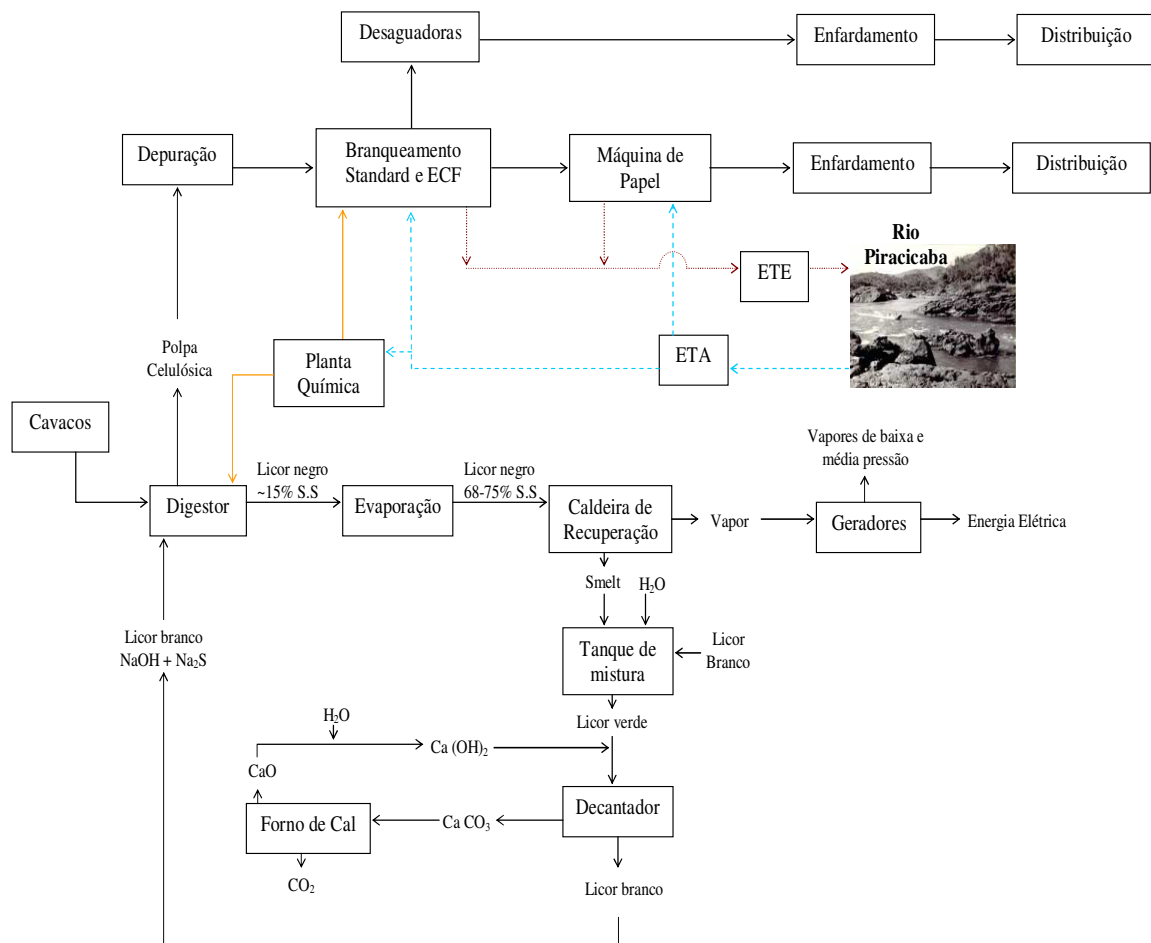 Desaguadoras
Enfardamento
Distribuição
Depuração
Branqueamento
Standard e ECF
Máquina de
Papel
Enfardamento
Distribuição
Rio
Piracicaba
ETE
ETA
Polpa
Celulósica
Planta
Química
Cavacos
Digestor
Licor negro
~15% S.S
Evaporação
Licor negro
68-75% S.S
Caldeira de
Recuperação
Vapor
Vapores de baixa e
média pressão
Geradores
Energia Elétrica
Smelt
H₂O
Licor branco
NaOH + Na₂S
Tanque de
mistura
Licor
Branco
Licor verde
H₂O
Ca (OH)₂
CaO
Forno de Cal
Ca CO₃
Decantador
CO₂
Licor branco